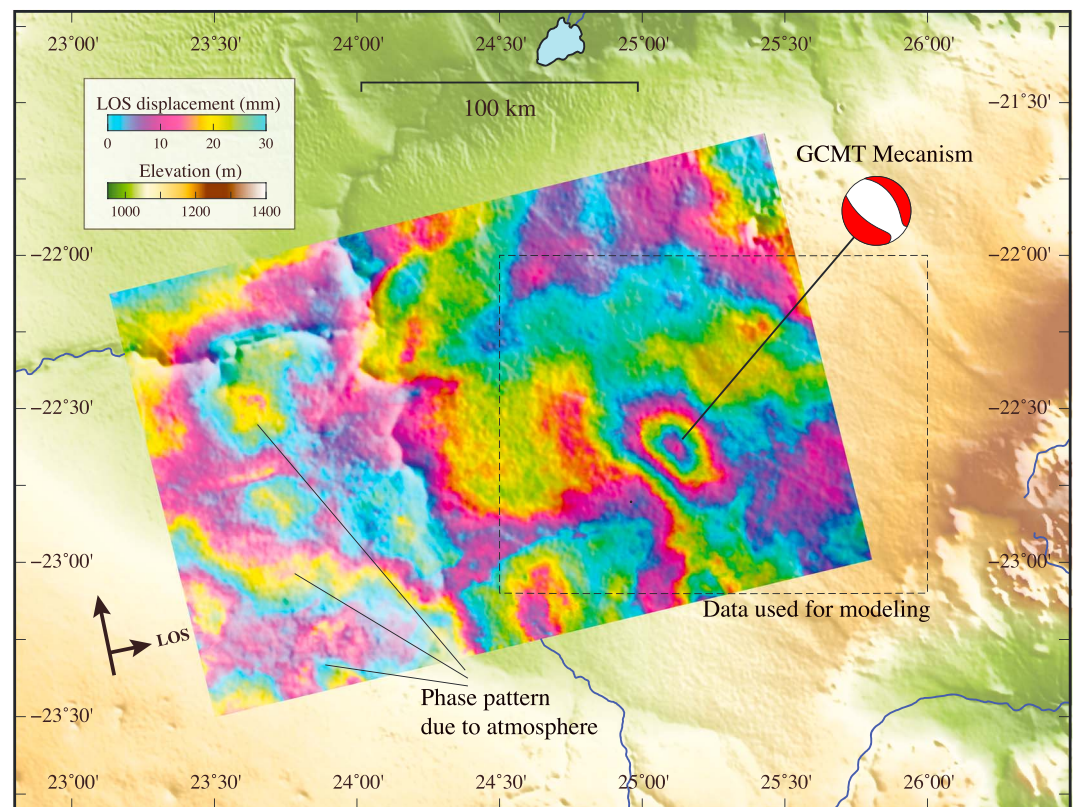 23°00' 23°30' 24°00' 24°30' 25°00' 25°30' 26°00'
LOS displacement (mm)
0 10 20 30
Elevation (m)
1000 1200 1400
100 km
GCMT Mecanism
−21°30'
−22°00' −22°00'
−22°30' −22°30'
−23°00' −23°00'
Data used for modeling
LOS
Phase pattern
due to atmosphere
−23°30' −23°30'
23°00' 23°30' 24°00' 24°30' 25°00' 25°30' 26°00'